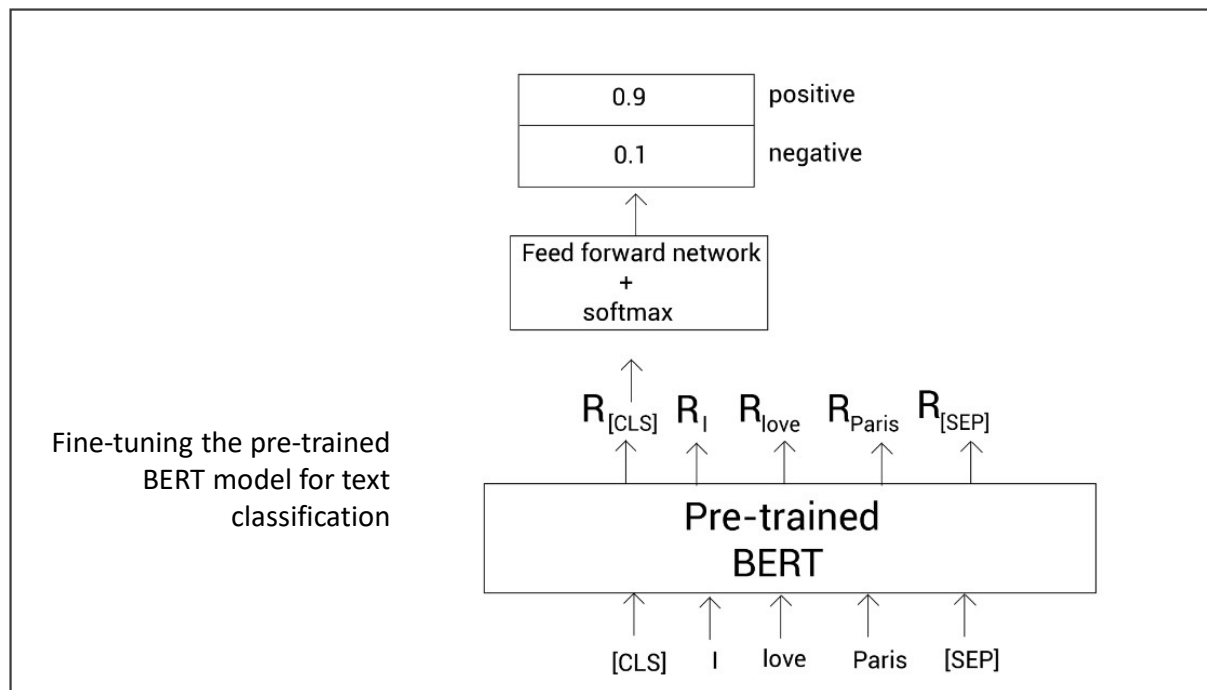 0.9 positive
0.1 negative
Feed forward network
+
softmax
R[CLS] RI Rlove RParis R[SEP]
Fine-tuning the pre-trained
BERT model for text
classification
Pre-trained
BERT
[CLS] I love Paris [SEP]